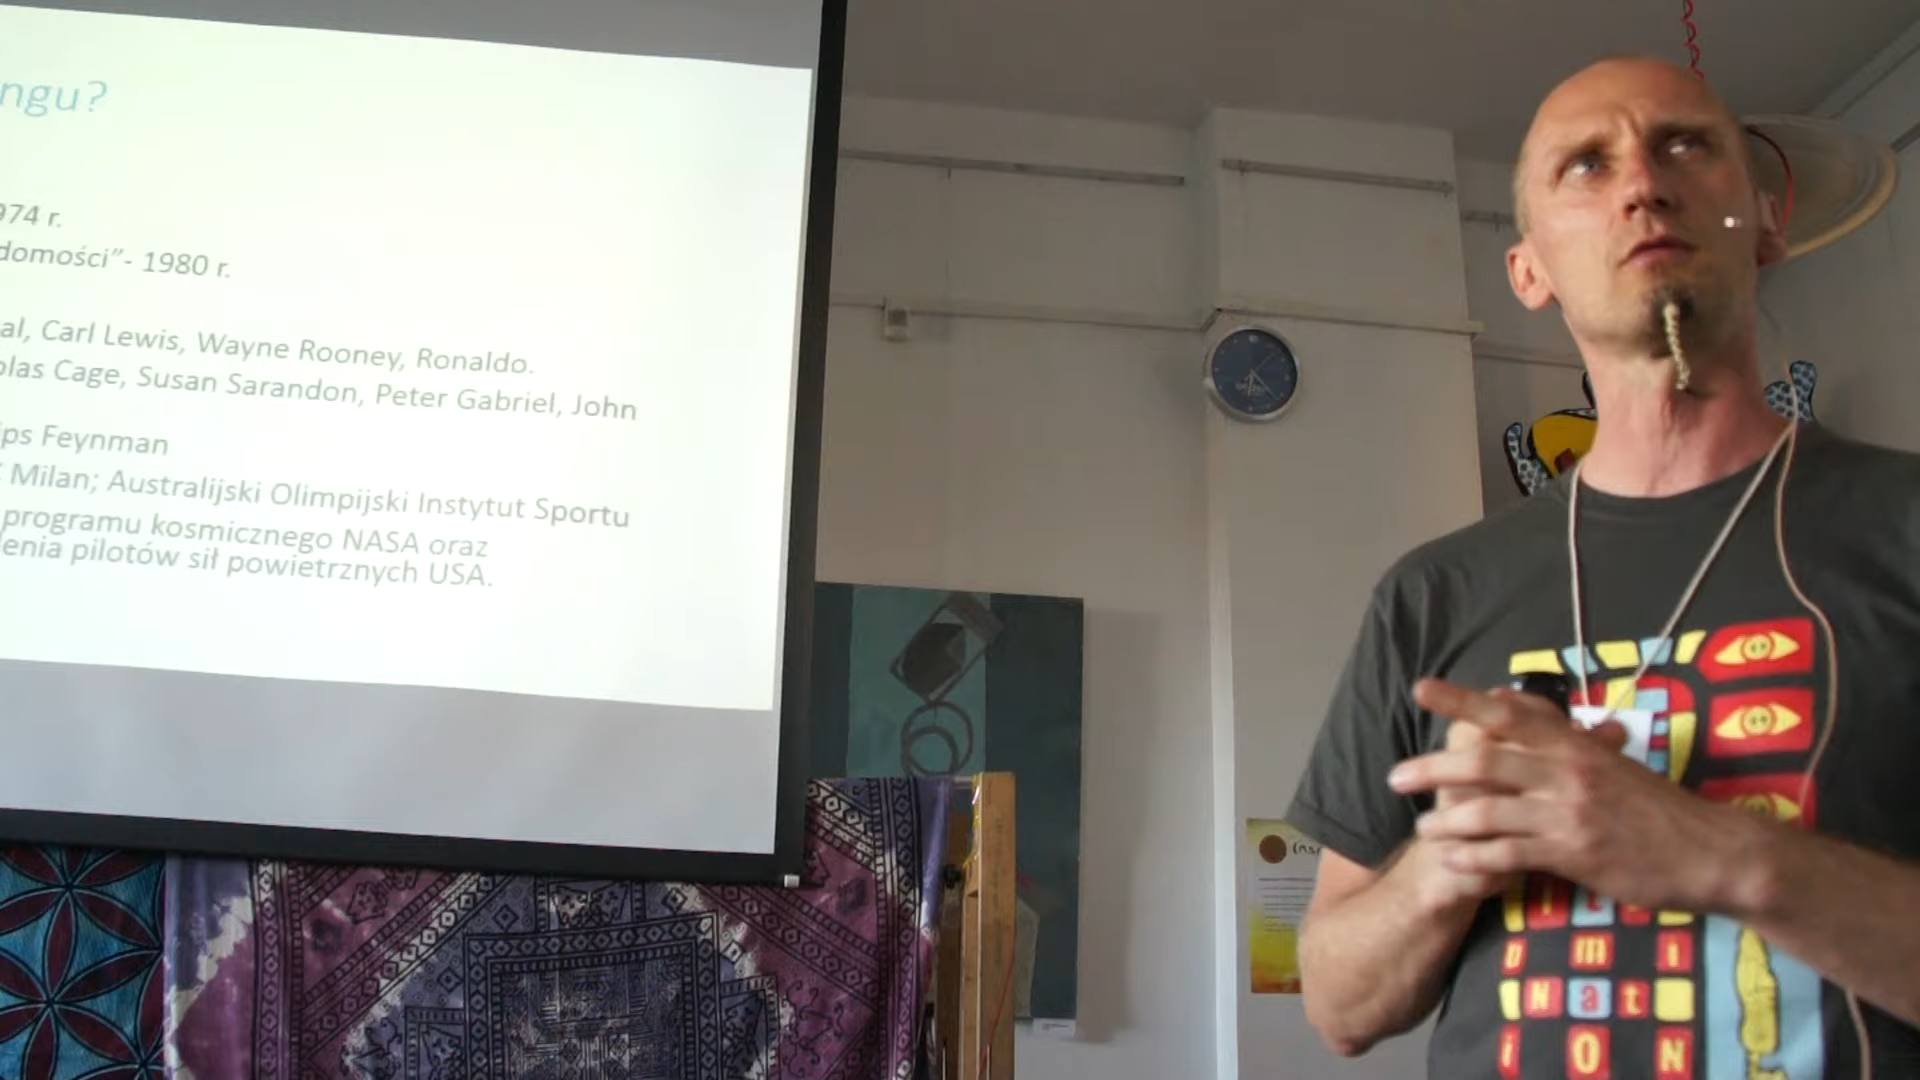 ngu?
974 r.
domości”- 1980 r.
al, Carl Lewis, Wayne Rooney, Ronaldo.
olas Cage, Susan Sarandon, Peter Gabriel, John
ips Feynman
Milan; Australijski Olimpijski Instytut Sportu
programu kosmicznego NASA oraz
enia pilotów sił powietrznych USA.
m i
N a t
i O N